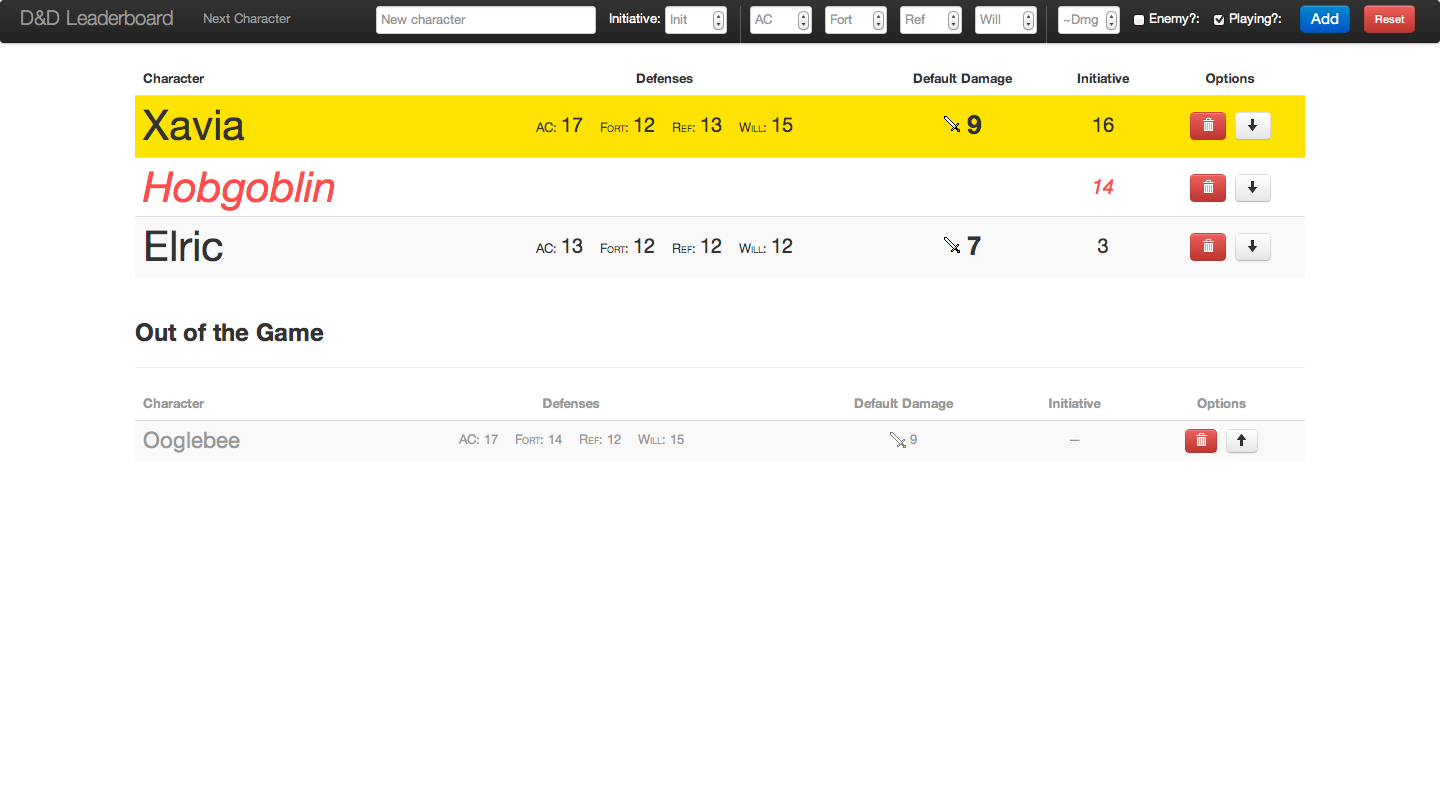 D&D Leaderboard Next Character New character Initiative: Init AC Fort Ref Will ~Dmg Enemy?: Playing?: Add Reset
Character Defenses Default Damage Initiative Options
Xavia AC: 17 Fort: 12 Ref: 13 Will: 15 9 16
Hobgoblin 14
Elric AC: 13 Fort: 12 Ref: 12 Will: 12 7 3
Out of the Game
Character Defenses Default Damage Initiative Options
Ooglebee AC: 17 Fort: 14 Ref: 12 Will: 15 9 —